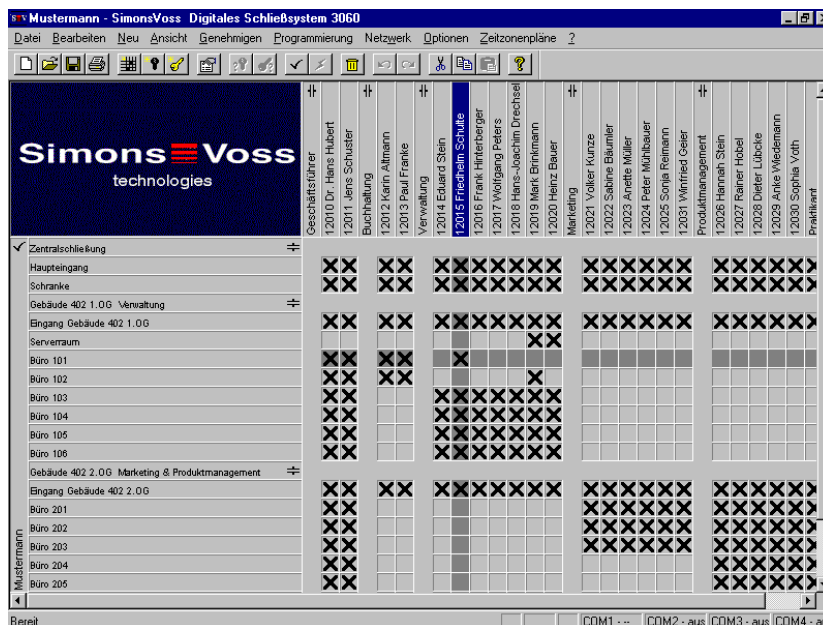 Mustermann - SimonsVoss Digitales Schließsystem 3060
Datei Bearbeiten Neu Ansicht Genehmigen Programmierung Netzwerk Optionen Zeitzonenpläne ?
Simons Voss
technologies
Geschäftsführer
12010 Dr. Hans Hubert
12011 Jens Schuster
Buchhaltung
12012 Karin Altmann
12013 Paul Franke
Verwaltung
12014 Eduard Stein
12015 Friedhelm Schulte
12016 Frank Hinterberger
12017 Wolfgang Peters
12018 Hans-Joachim Drechsel
12019 Mark Brinkmann
12020 Heinz Bauer
Marketing
12021 Volker Kunze
12022 Sabine Bäumler
12023 Anette Müller
12024 Peter Mühlbauer
12025 Sonja Reimann
12031 Winfried Geier
Produktmanagement
12026 Hannah Stein
12027 Rainer Hobel
12028 Dieter Lübcke
12029 Anke Wiedemann
12030 Sophia Voth
Praktikant
Zentralschließung
Haupteingang
Schranke
Gebäude 402 1.OG Verwaltung
Eingang Gebäude 402 1.OG
Serverraum
Büro 101
Büro 102
Büro 103
Büro 104
Büro 105
Büro 106
Gebäude 402 2.OG Marketing & Produktmanagement
Eingang Gebäude 402 2.OG
Büro 201
Büro 202
Büro 203
Büro 204
Büro 205
Mustermann
Bereit
COM1 - -- COM2 - aus COM3 - aus COM4 - a